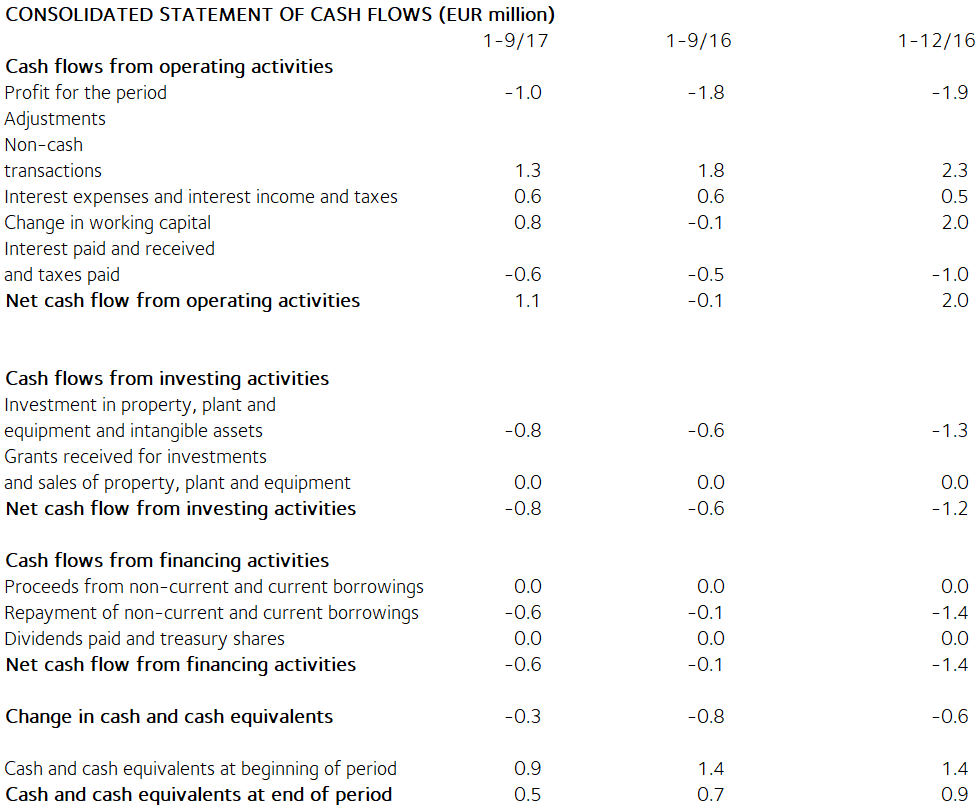 CONSOLIDATED STATEMENT OF CASH FLOWS (EUR million)
1-9/17 1-9/16 1-12/16
Cash flows from operating activities
Profit for the period -1.0 -1.8 -1.9
Adjustments
Non-cash
transactions 1.3 1.8 2.3
Interest expenses and interest income and taxes 0.6 0.6 0.5
Change in working capital 0.8 -0.1 2.0
Interest paid and received
and taxes paid -0.6 -0.5 -1.0
Net cash flow from operating activities 1.1 -0.1 2.0
Cash flows from investing activities
Investment in property, plant and
equipment and intangible assets -0.8 -0.6 -1.3
Grants received for investments
and sales of property, plant and equipment 0.0 0.0 0.0
Net cash flow from investing activities -0.8 -0.6 -1.2
Cash flows from financing activities
Proceeds from non-current and current borrowings 0.0 0.0 0.0
Repayment of non-current and current borrowings -0.6 -0.1 -1.4
Dividends paid and treasury shares 0.0 0.0 0.0
Net cash flow from financing activities -0.6 -0.1 -1.4
Change in cash and cash equivalents -0.3 -0.8 -0.6
Cash and cash equivalents at beginning of period 0.9 1.4 1.4
Cash and cash equivalents at end of period 0.5 0.7 0.9